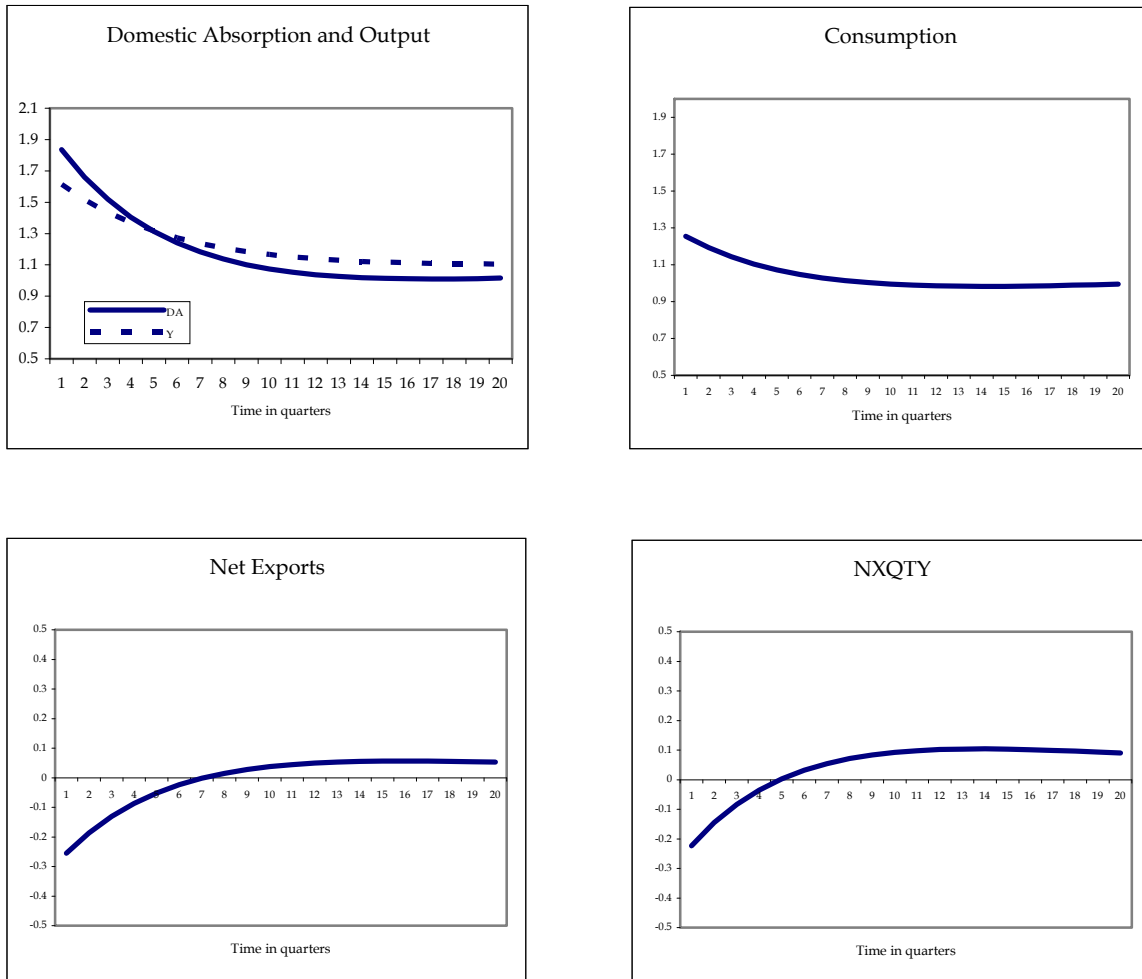 Domestic Absorption and Output
2.1
1.9
1.7
1.5
1.3
1.1
0.9
0.7
0.5
DA
Y
1 2 3 4 5 6 7 8 9 10 11 12 13 14 15 16 17 18 19 20
Time in quarters
Consumption
1.9
1.7
1.5
1.3
1.1
0.9
0.7
0.5
1 2 3 4 5 6 7 8 9 10 11 12 13 14 15 16 17 18 19 20
Time in quarters
Net Exports
0.5
0.4
0.3
0.2
0.1
0
1 2 3 4 5 6 7 8 9 10 11 12 13 14 15 16 17 18 19 20
-0.1
-0.2
-0.3
-0.4
-0.5
Time in quarters
NXQTY
0.5
0.4
0.3
0.2
0.1
0
1 2 3 4 5 6 7 8 9 10 11 12 13 14 15 16 17 18 19 20
-0.1
-0.2
-0.3
-0.4
-0.5
Time in quarters